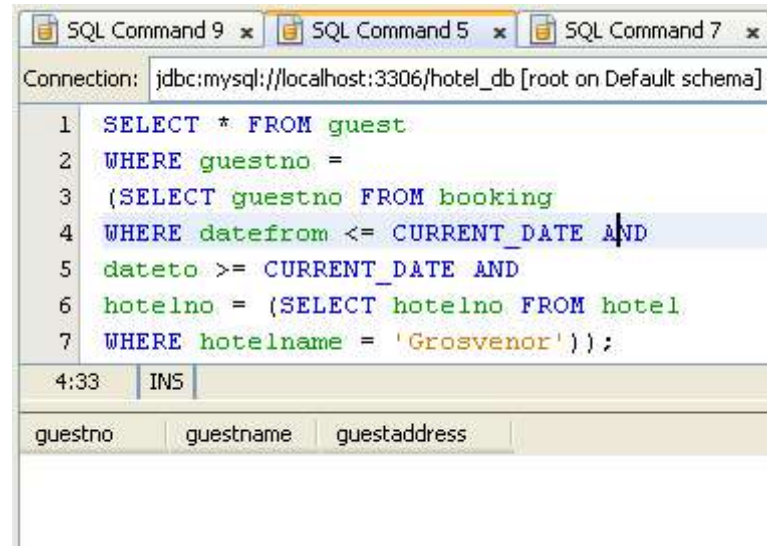 SQL Command 9 x SQL Command 5 x SQL Command 7 x
Connection: jdbc:mysql://localhost:3306/hotel_db [root on Default schema]
1 SELECT * FROM guest
2 WHERE guestno =
3 (SELECT guestno FROM booking
4 WHERE datefrom <= CURRENT_DATE AND
5 dateto >= CURRENT_DATE AND
6 hotelno = (SELECT hotelno FROM hotel
7 WHERE hotelname = 'Grosvenor'));
4:33 INS
guestno guestname guestaddress